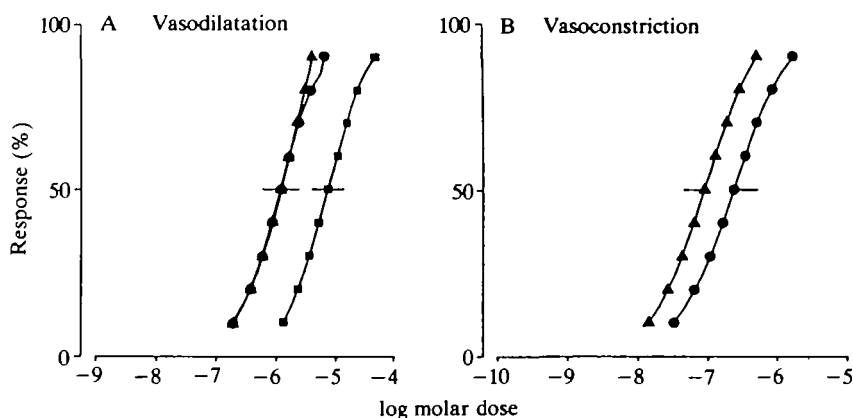 A Vasodilatation
B Vasoconstriction
Response (%)
100
50
0
−9 −8 −7 −6 −5 −4
100
50
0
−10 −9 −8 −7 −6 −5
log molar dose